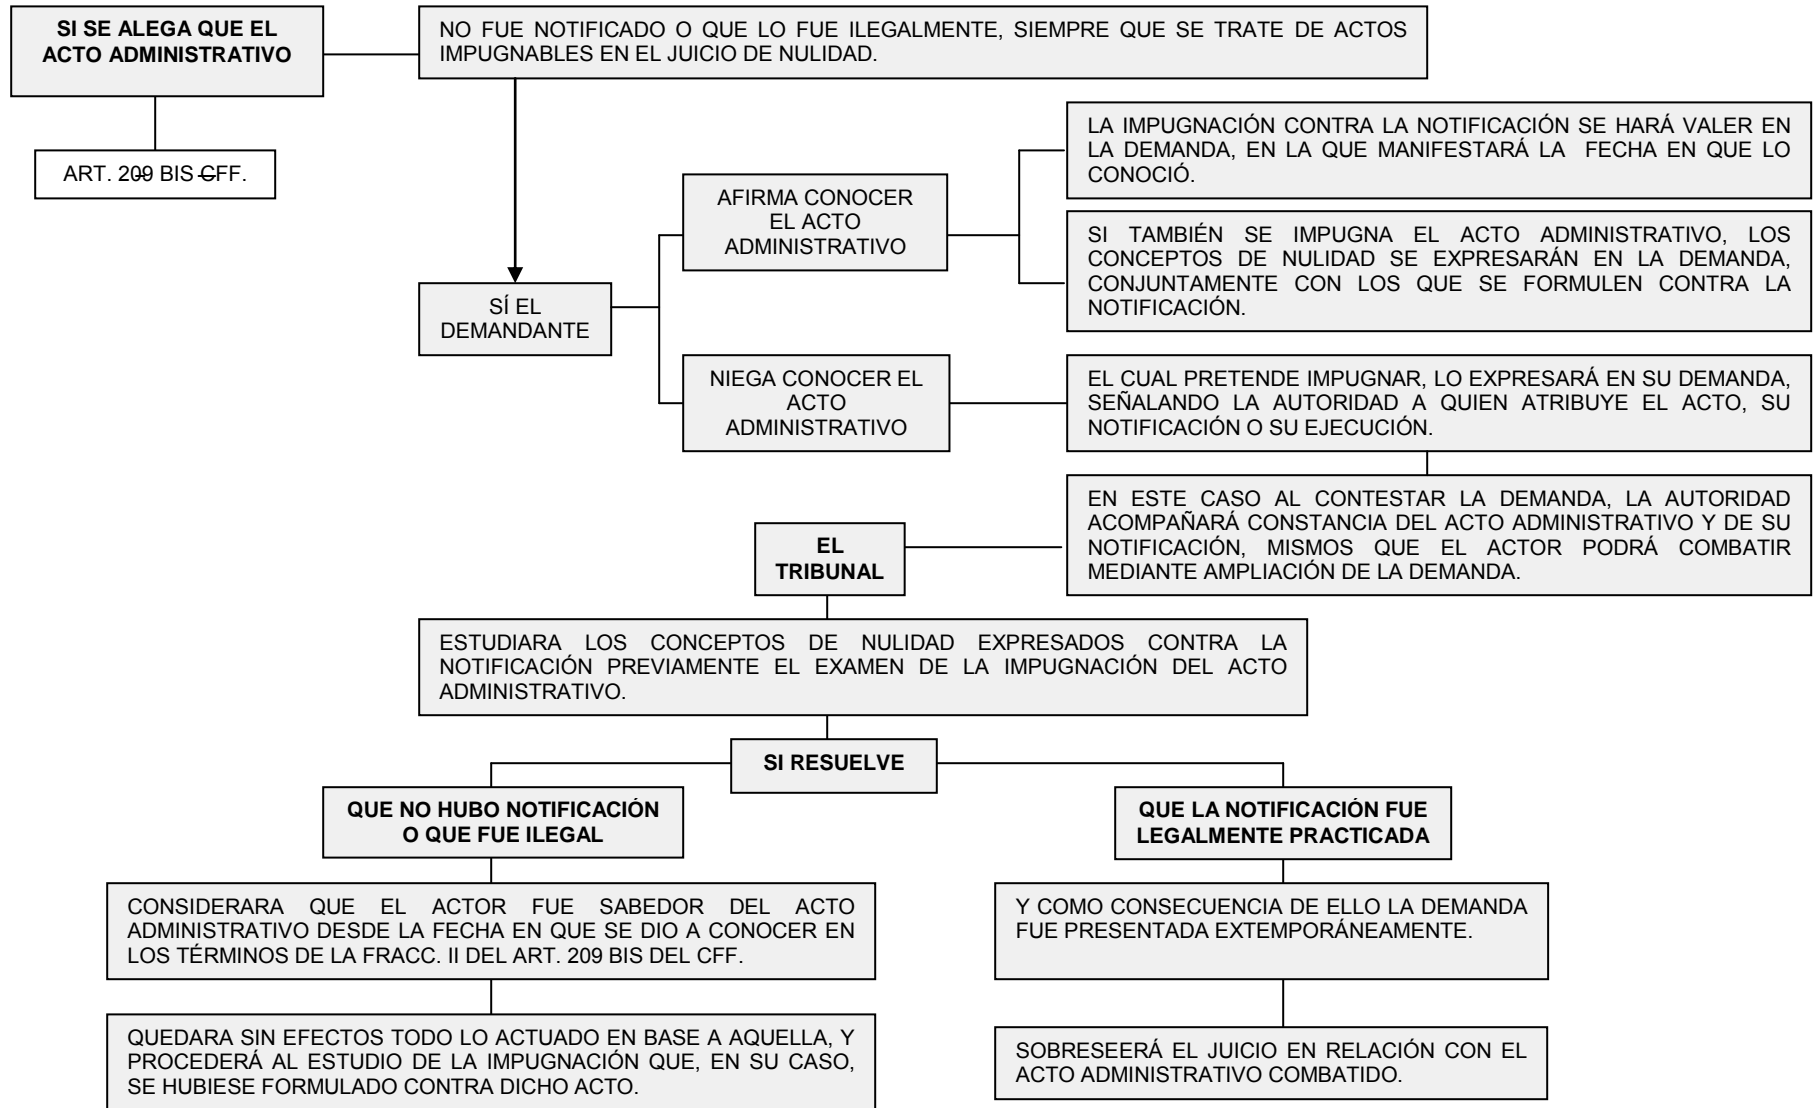 SI SE ALEGA QUE EL
ACTO ADMINISTRATIVO
NO FUE NOTIFICADO O QUE LO FUE ILEGALMENTE, SIEMPRE QUE SE TRATE DE ACTOS
IMPUGNABLES EN EL JUICIO DE NULIDAD.
ART. 209 BIS CFF.
LA IMPUGNACIÓN CONTRA LA NOTIFICACIÓN SE HARÁ VALER EN
LA DEMANDA, EN LA QUE MANIFESTARÁ LA FECHA EN QUE LO
CONOCIÓ.
AFIRMA CONOCER
EL ACTO
ADMINISTRATIVO
SI TAMBIÉN SE IMPUGNA EL ACTO ADMINISTRATIVO, LOS
CONCEPTOS DE NULIDAD SE EXPRESARÁN EN LA DEMANDA,
CONJUNTAMENTE CON LOS QUE SE FORMULEN CONTRA LA
NOTIFICACIÓN.
SÍ EL
DEMANDANTE
NIEGA CONOCER EL
ACTO
ADMINISTRATIVO
EL CUAL PRETENDE IMPUGNAR, LO EXPRESARÁ EN SU DEMANDA,
SEÑALANDO LA AUTORIDAD A QUIEN ATRIBUYE EL ACTO, SU
NOTIFICACIÓN O SU EJECUCIÓN.
EN ESTE CASO AL CONTESTAR LA DEMANDA, LA AUTORIDAD
ACOMPAÑARÁ CONSTANCIA DEL ACTO ADMINISTRATIVO Y DE SU
NOTIFICACIÓN, MISMOS QUE EL ACTOR PODRÁ COMBATIR
MEDIANTE AMPLIACIÓN DE LA DEMANDA.
EL
TRIBUNAL
ESTUDIARA LOS CONCEPTOS DE NULIDAD EXPRESADOS CONTRA LA
NOTIFICACIÓN PREVIAMENTE EL EXAMEN DE LA IMPUGNACIÓN DEL ACTO
ADMINISTRATIVO.
SI RESUELVE
QUE NO HUBO NOTIFICACIÓN
O QUE FUE ILEGAL
QUE LA NOTIFICACIÓN FUE
LEGALMENTE PRACTICADA
CONSIDERARA QUE EL ACTOR FUE SABEDOR DEL ACTO
ADMINISTRATIVO DESDE LA FECHA EN QUE SE DIO A CONOCER EN
LOS TÉRMINOS DE LA FRACC. II DEL ART. 209 BIS DEL CFF.
Y COMO CONSECUENCIA DE ELLO LA DEMANDA
FUE PRESENTADA EXTEMPORÁNEAMENTE.
QUEDARA SIN EFECTOS TODO LO ACTUADO EN BASE A AQUELLA, Y
PROCEDERÁ AL ESTUDIO DE LA IMPUGNACIÓN QUE, EN SU CASO,
SE HUBIESE FORMULADO CONTRA DICHO ACTO.
SOBRESEERÁ EL JUICIO EN RELACIÓN CON EL
ACTO ADMINISTRATIVO COMBATIDO.